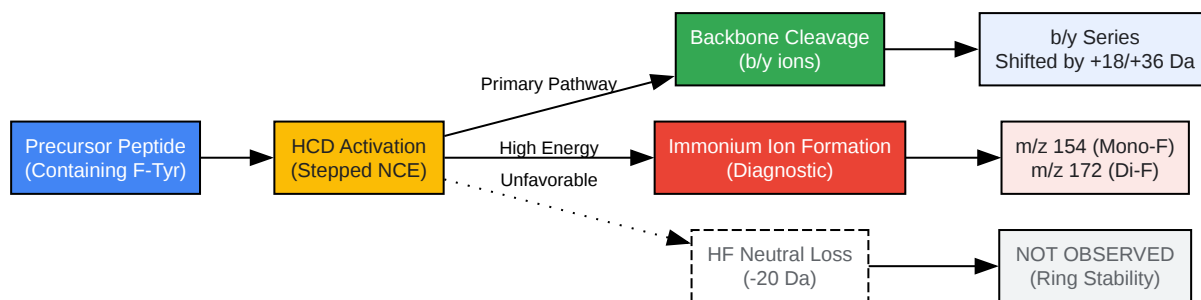 Precursor Peptide
(Containing F-Tyr)
HCD Activation
(Stepped NCE)
Primary Pathway
High Energy
Unfavorable
Backbone Cleavage
(b/y ions)
b/y Series
Shifted by +18/+36 Da
Immonium Ion Formation
(Diagnostic)
m/z 154 (Mono-F)
m/z 172 (Di-F)
HF Neutral Loss
(-20 Da)
NOT OBSERVED
(Ring Stability)